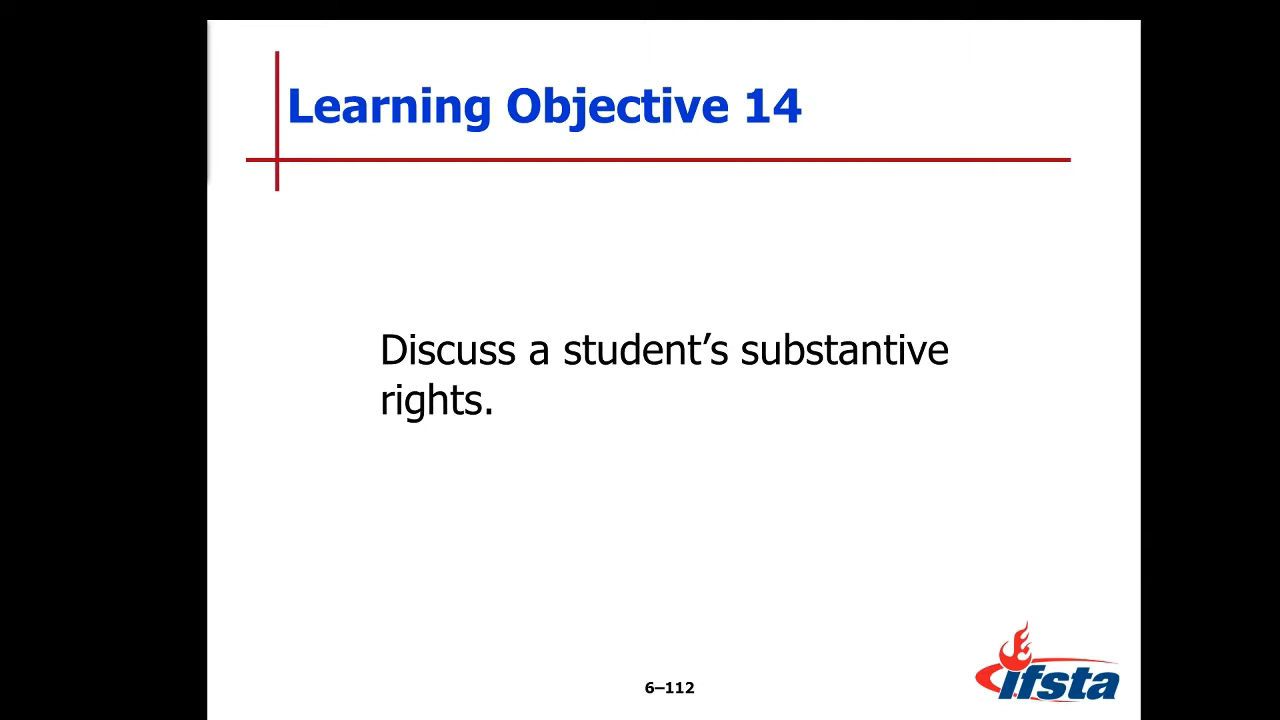 Learning Objective 14
Discuss a student’s substantive
rights.
6–112
ifsta